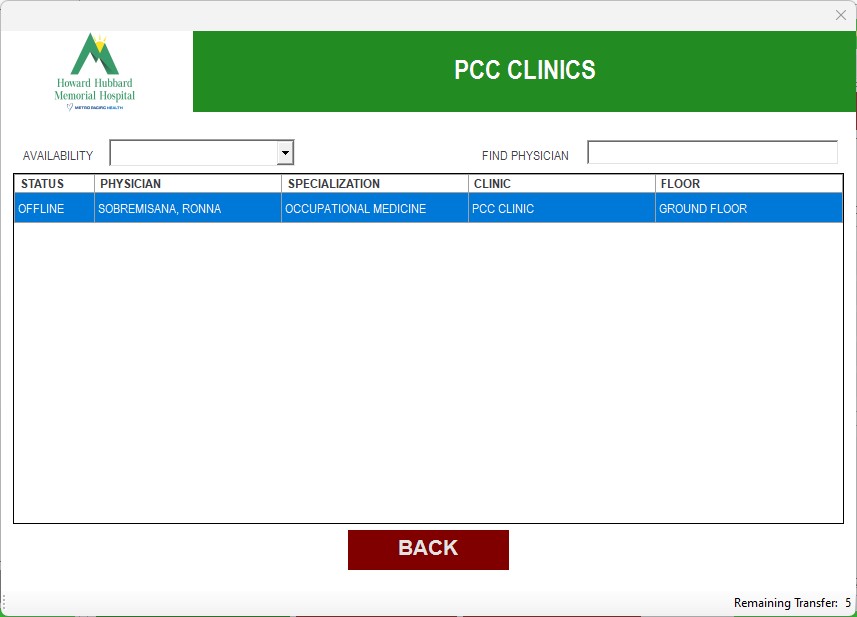 Howard Hubbard
Memorial Hospital
METRO PACIFIC HEALTH
PCC CLINICS
AVAILABILITY
FIND PHYSICIAN
STATUS PHYSICIAN SPECIALIZATION CLINIC FLOOR
OFFLINE SOBREMISANA, RONNA OCCUPATIONAL MEDICINE PCC CLINIC GROUND FLOOR
BACK
Remaining Transfer: 5